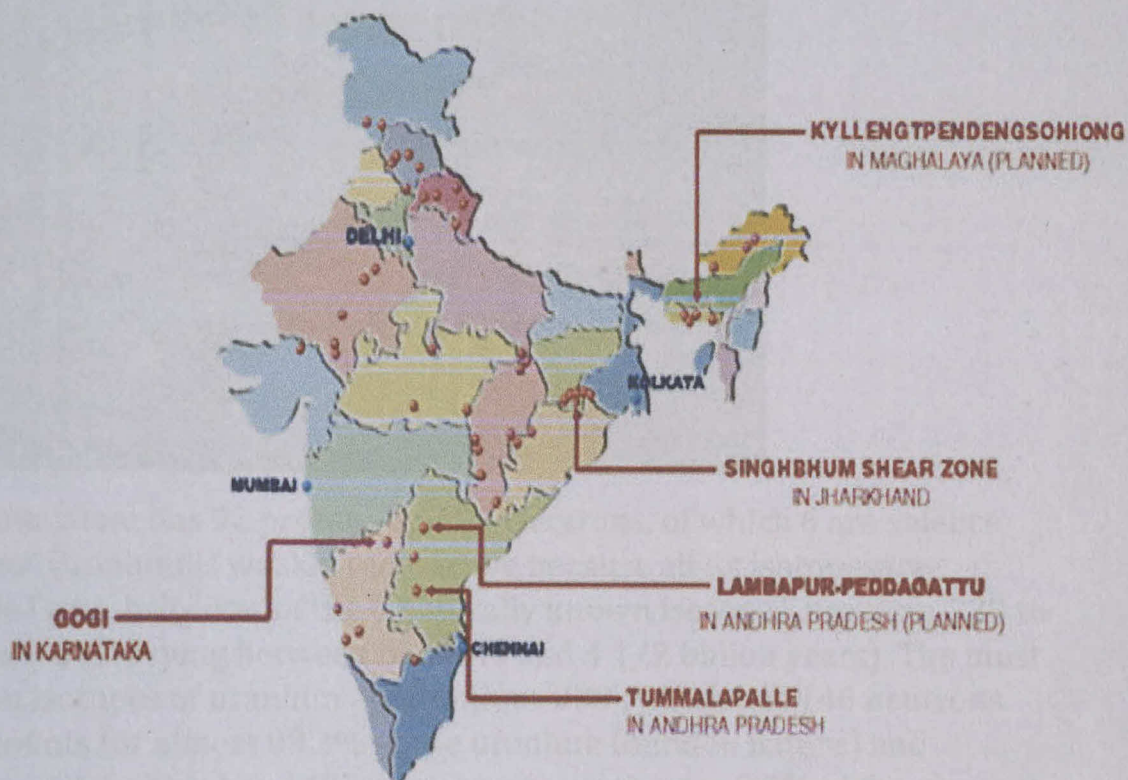 KYLLENGTPENDENGSOHIONG
IN MAGHALAYA (PLANNED)
DELHI
KOLKATA
SINGHBHUM SHEAR ZONE
IN JHARKHAND
MUMBAI
LAMBAPUR-PEDDAGATTU
IN ANDHRA PRADESH (PLANNED)
GOGI
IN KARNATAKA
CHENNAI
TUMMALAPALLE
IN ANDHRA PRADESH